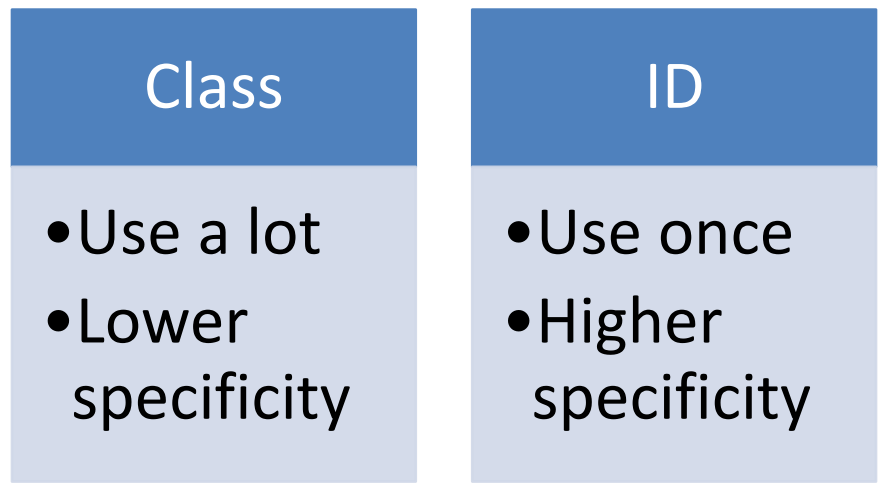 Class
•Use a lot
•Lower
specificity
ID
•Use once
•Higher
specificity